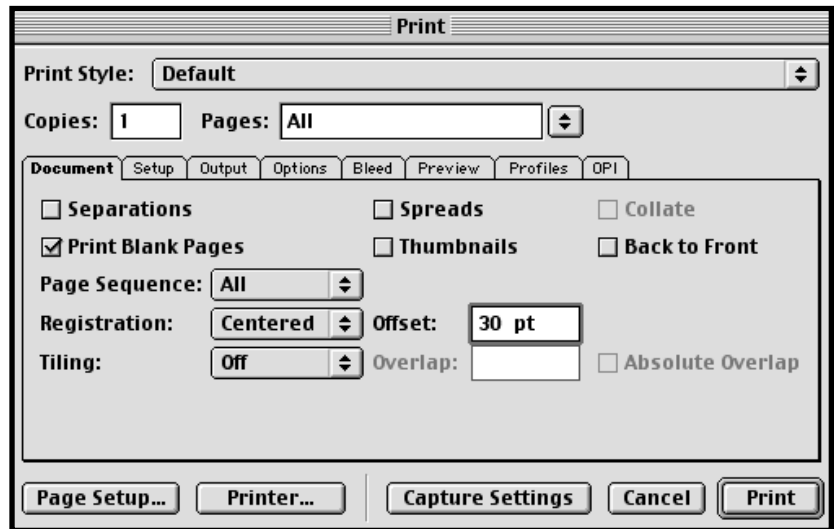 Print
Print Style: Default
Copies: 1 Pages: All
Document Setup Output Options Bleed Preview Profiles OPI
Separations Spreads Collate
Print Blank Pages Thumbnails Back to Front
Page Sequence: All
Registration: Centered Offset: 30 pt
Tiling: Off Overlap: Absolute Overlap
Page Setup... Printer... Capture Settings Cancel Print